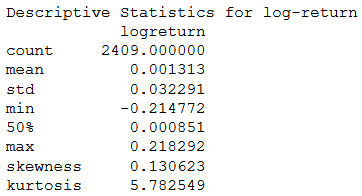 Descriptive Statistics for log-return
logreturn
count 2409.000000
mean 0.001313
std 0.032291
min -0.214772
50% 0.000851
max 0.218292
skewness 0.130623
kurtosis 5.782549